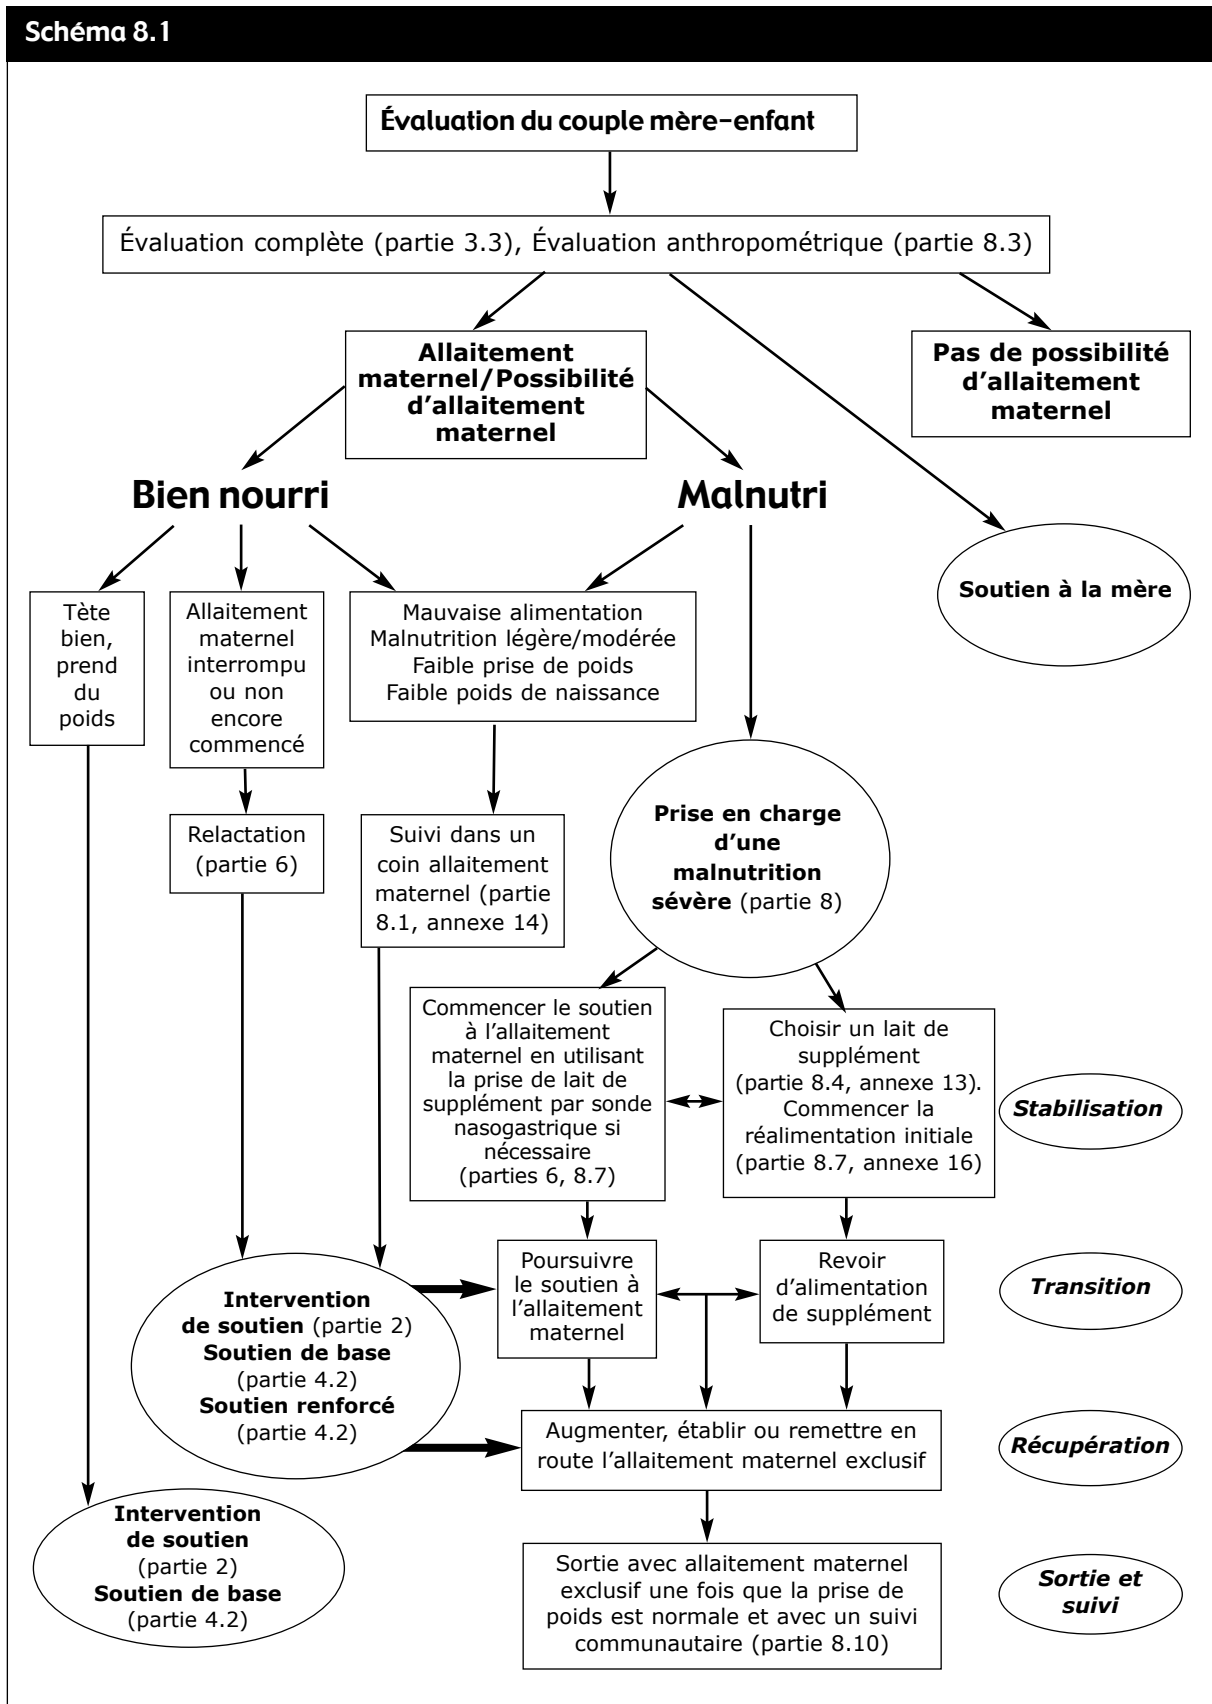 Schéma 8.1
Évaluation du couple mère-enfant
Évaluation complète (partie 3.3), Évaluation anthropométrique (partie 8.3)
Allaitement
maternel/Possibilité
d’allaitement
maternel
Pas de possibilité
d’allaitement
maternel
Bien nourri
Malnutri
Soutien à la mère
Tète
bien,
prend
du
poids
Allaitement
maternel
interrompu
ou non
encore
commencé
Mauvaise alimentation
Malnutrition légère/modérée
Faible prise de poids
Faible poids de naissance
Relactation
(partie 6)
Suivi dans un
coin allaitement
maternel (partie
8.1, annexe 14)
Prise en charge
d’une
malnutrition
sévère (partie 8)
Commencer le soutien
à l’allaitement
maternel en utilisant
la prise de lait de
supplément par sonde
nasogastrique si
nécessaire
(parties 6, 8.7)
Choisir un lait de
supplément
(partie 8.4, annexe 13).
Commencer la
réalimentation initiale
(partie 8.7, annexe 16)
Stabilisation
Intervention
de soutien (partie 2)
Soutien de base
(partie 4.2)
Soutien renforcé
(partie 4.2)
Poursuivre
le soutien à
l’allaitement
maternel
Revoir
d’alimentation
de supplément
Transition
Augmenter, établir ou remettre en
route l’allaitement maternel exclusif
Récupération
Intervention
de soutien
(partie 2)
Soutien de base
(partie 4.2)
Sortie avec allaitement maternel
exclusif une fois que la prise de
poids est normale et avec un suivi
communautaire (partie 8.10)
Sortie et
suivi